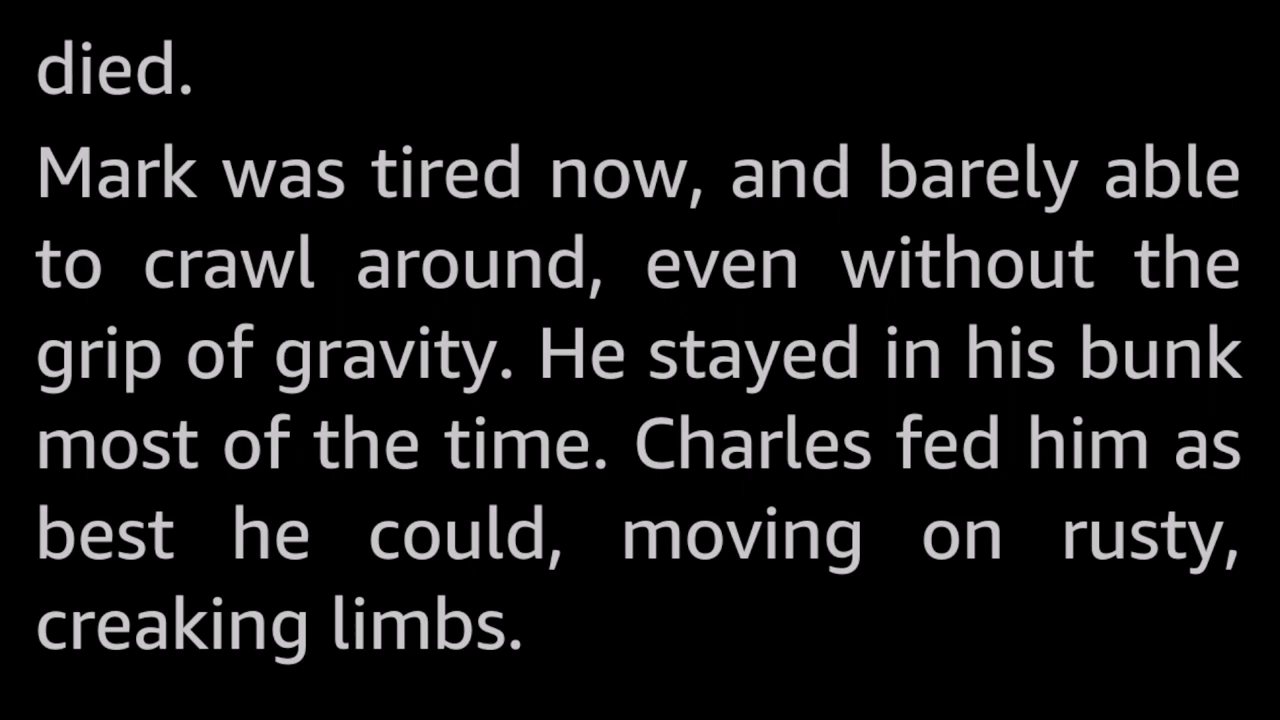 died.
Mark was tired now, and barely able
to crawl around, even without the
grip of gravity. He stayed in his bunk
most of the time. Charles fed him as
best he could, moving on rusty,
creaking limbs.